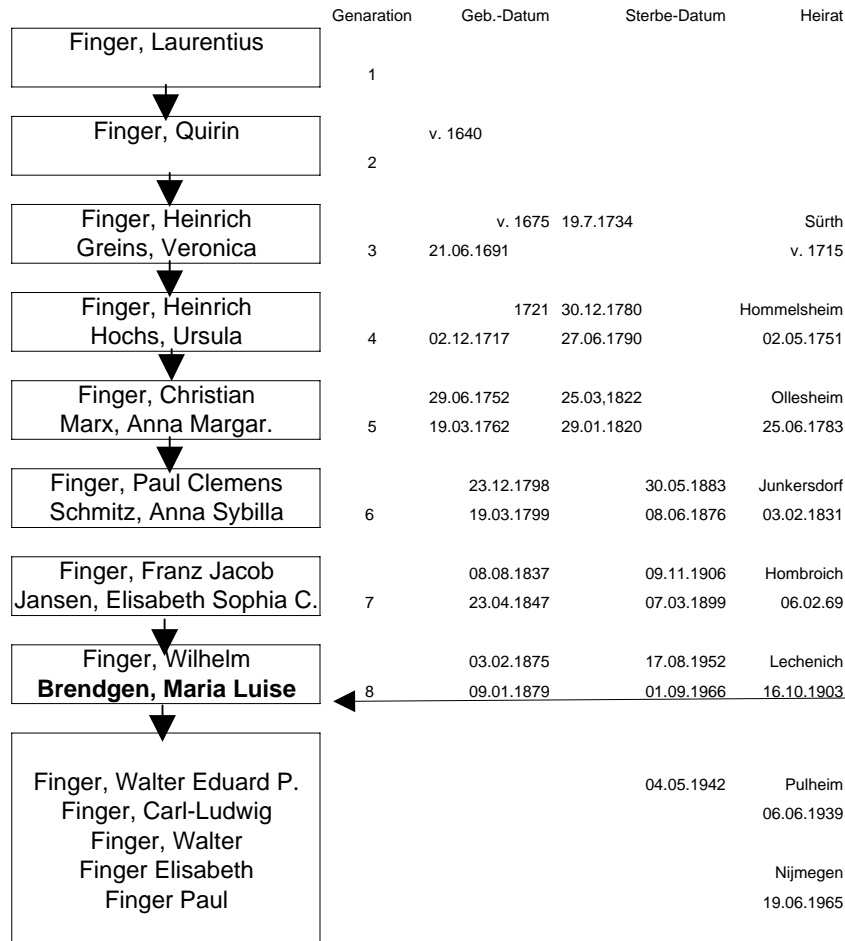 Genaration Geb.-Datum Sterbe-Datum Heirat
Finger, Laurentius
1
Finger, Quirin v. 1640
2
Finger, Heinrich v. 1675 19.7.1734 Sürth
Greins, Veronica 3 21.06.1691 v. 1715
Finger, Heinrich 1721 30.12.1780 Hommelsheim
Hochs, Ursula 4 02.12.1717 27.06.1790 02.05.1751
Finger, Christian 29.06.1752 25.03,1822 Ollesheim
Marx, Anna Margar. 5 19.03.1762 29.01.1820 25.06.1783
Finger, Paul Clemens 23.12.1798 30.05.1883 Junkersdorf
Schmitz, Anna Sybilla 6 19.03.1799 08.06.1876 03.02.1831
Finger, Franz Jacob 08.08.1837 09.11.1906 Hombroich
Jansen, Elisabeth Sophia C. 7 23.04.1847 07.03.1899 06.02.69
Finger, Wilhelm 03.02.1875 17.08.1952 Lechenich
Brendgen, Maria Luise 8 09.01.1879 01.09.1966 16.10.1903
Finger, Walter Eduard P. 04.05.1942 Pulheim
Finger, Carl-Ludwig 06.06.1939
Finger, Walter
Finger Elisabeth Nijmegen
Finger Paul 19.06.1965